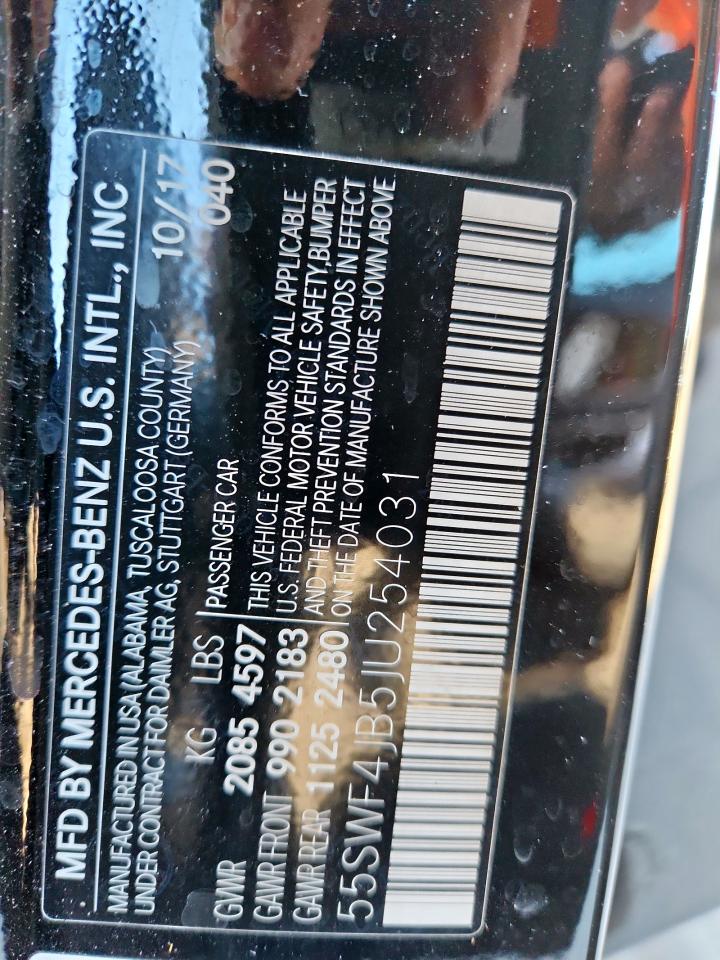 MFD BY MERCEDES-BENZ U.S. INTL., INC
MANUFACTURED IN USA (ALABAMA, TUSCALOOSA COUNTY)
UNDER CONTRACT FOR DAIMLER AG, STUTTGART (GERMANY)
10/17
040
KG LBS
GVWR 2085 4597
GAWR FRONT 990 2183
GAWR REAR 1125 2480
PASSENGER CAR
THIS VEHICLE CONFORMS TO ALL APPLICABLE
U.S. FEDERAL MOTOR VEHICLE SAFETY,BUMPER
AND THEFT PREVENTION STANDARDS IN EFFECT
ON THE DATE OF MANUFACTURE SHOWN ABOVE
55SWF4JB5JU254031